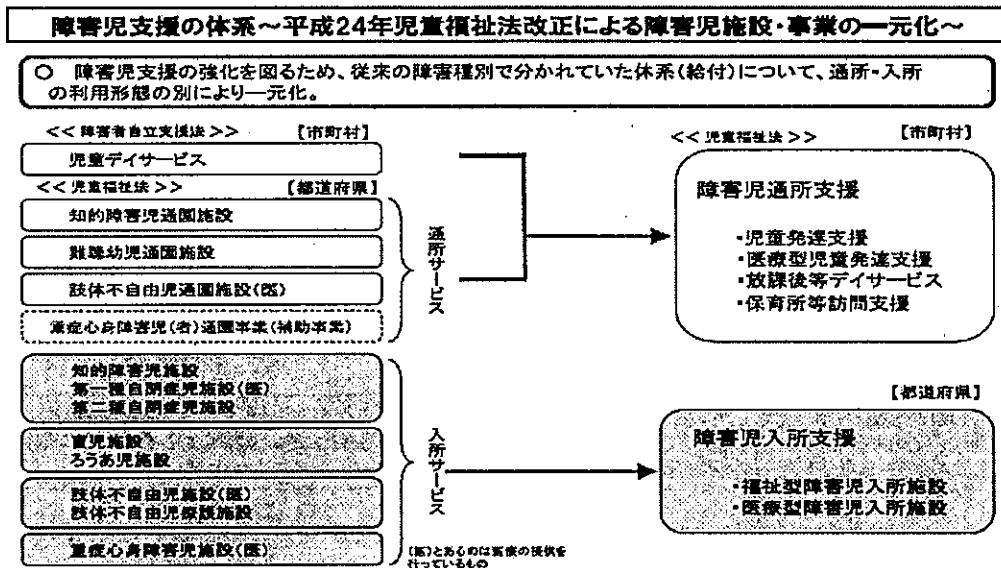 障害児支援の体系～平成24年児童福祉法改正による障害児施設・事業の一元化～
○ 障害児支援の強化を図るため、従来の障害種別で分かれていた体系(給付)について、通所・入所
の利用形態の別により一元化。
<< 障害者自立支援法 >> 【市町村】
児童デイサービス
<< 児童福祉法 >> 【都道府県】
知的障害児通園施設
難聴幼児通園施設
肢体不自由児通園施設(医)
重症心身障害児(者)通園事業(補助事業)
通所サービス
知的障害児施設
第一種自閉症児施設(医)
第二種自閉症児施設
盲児施設
ろうあ児施設
肢体不自由児施設(医)
肢体不自由児療護施設
重症心身障害児施設(医)
入所サービス
(医)とあるのは医療の提供を
行っているもの
<< 児童福祉法 >> 【市町村】
障害児通所支援
・児童発達支援
・医療型児童発達支援
・放課後等デイサービス
・保育所等訪問支援
【都道府県】
障害児入所支援
・福祉型障害児入所施設
・医療型障害児入所施設